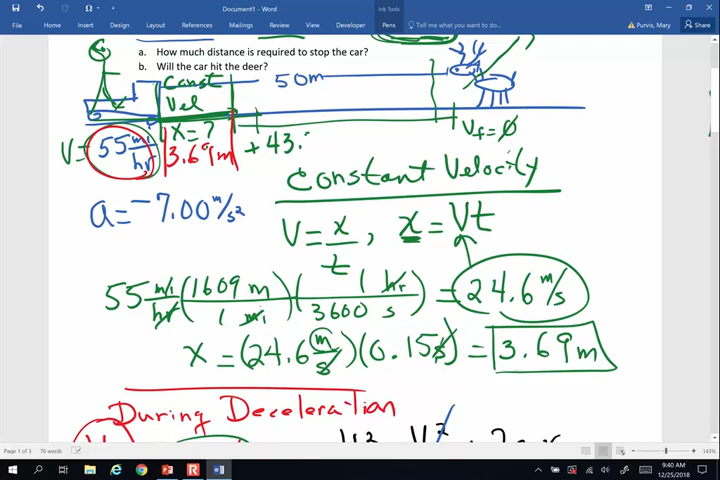 Document1 - Word
Ink Tools
Purvis, Mary
File
Insert
Draw
Design
Layout
References
Mailings
Review
View
Developer
Pens
Tell me what you want to do
Share
a. How much distance is required to stop the car?
b. Will the car hit the deer?
Const
Vel
50m
V = 55 mi/hr
x = ?
3.69m
+ 43.
Vf = 0
a = -7.00 m/s²
Constant Velocity
V = x/t , x = Vt
55 mi/hr (1609 m / 1 mi)(1 hr / 3600 s) = 24.6 m/s
x = (24.6 m/s)(0.15s) = 3.69m
During Deceleration
Page 1 of 3
76 words
143%
9:40 AM
12/25/2018